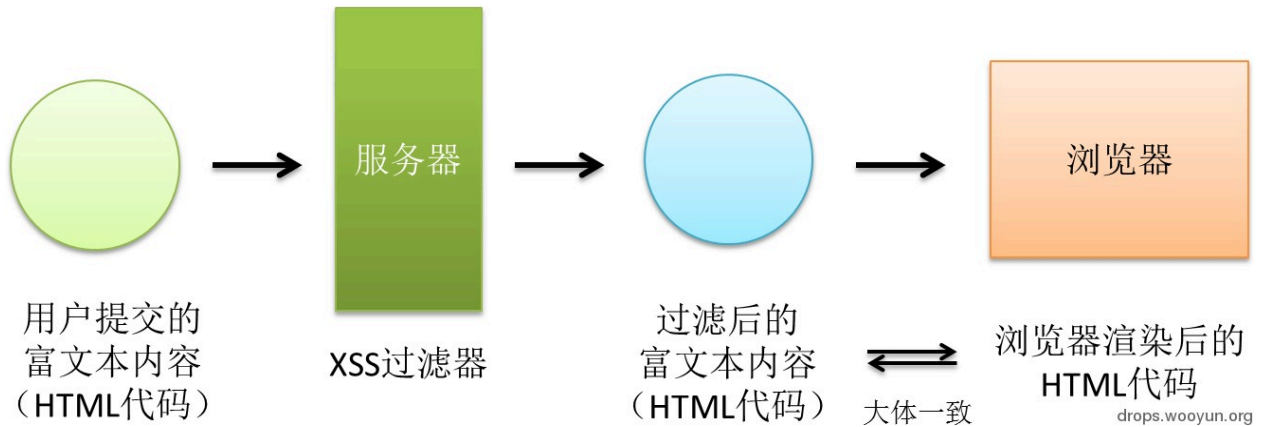 服务器
浏览器
用户提交的
富文本内容
（HTML代码）
XSS过滤器
过滤后的
富文本内容
（HTML代码）
大体一致
浏览器渲染后的
HTML代码
drops.wooyun.org